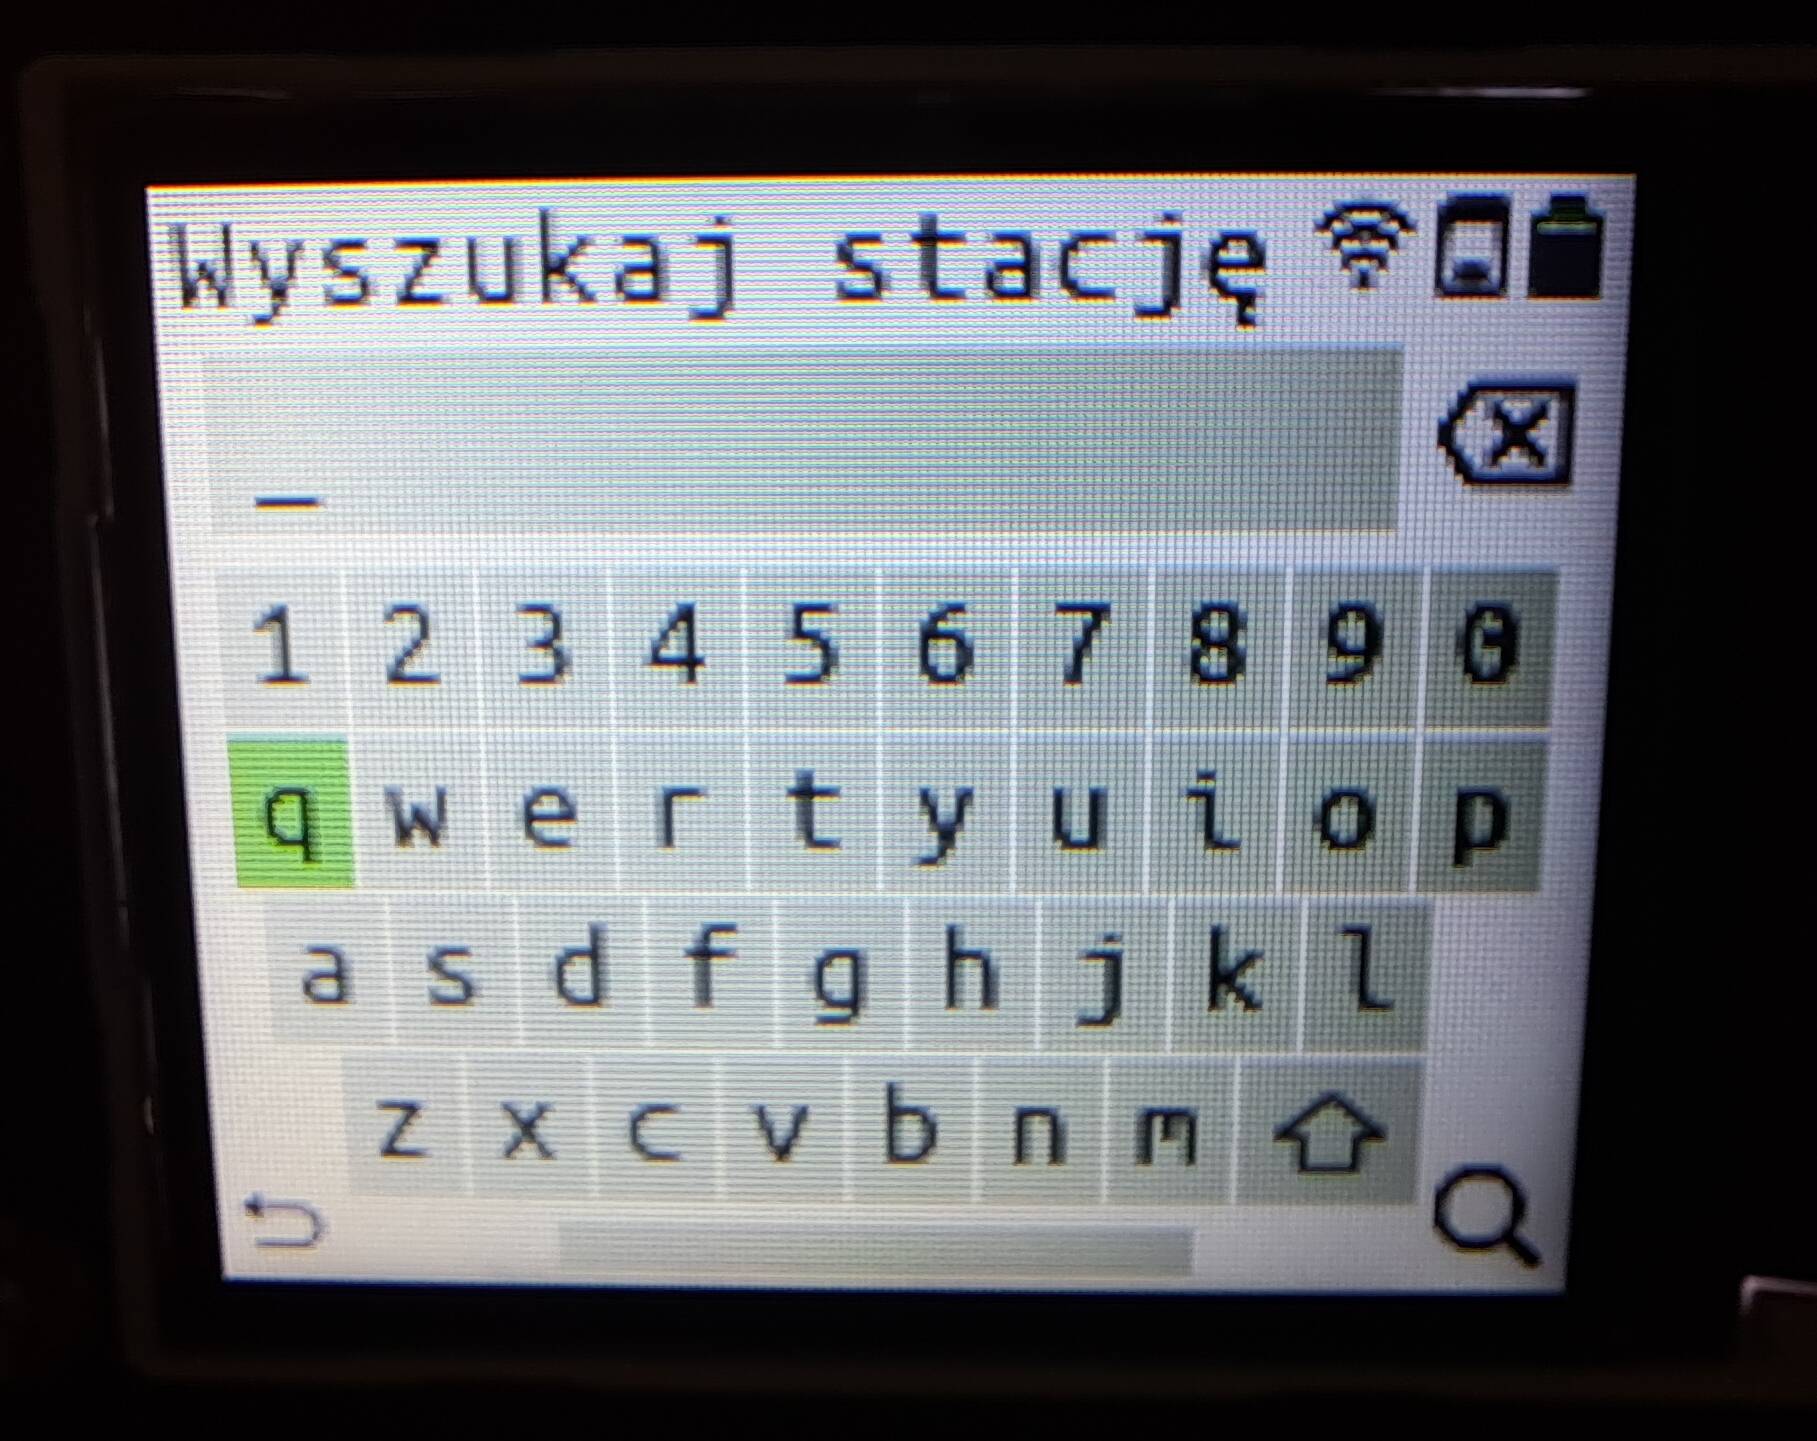 Wyszukaj stację
_
1 2 3 4 5 6 7 8 9 0
q w e r t y u i o p
a s d f g h j k l
z x c v b n m